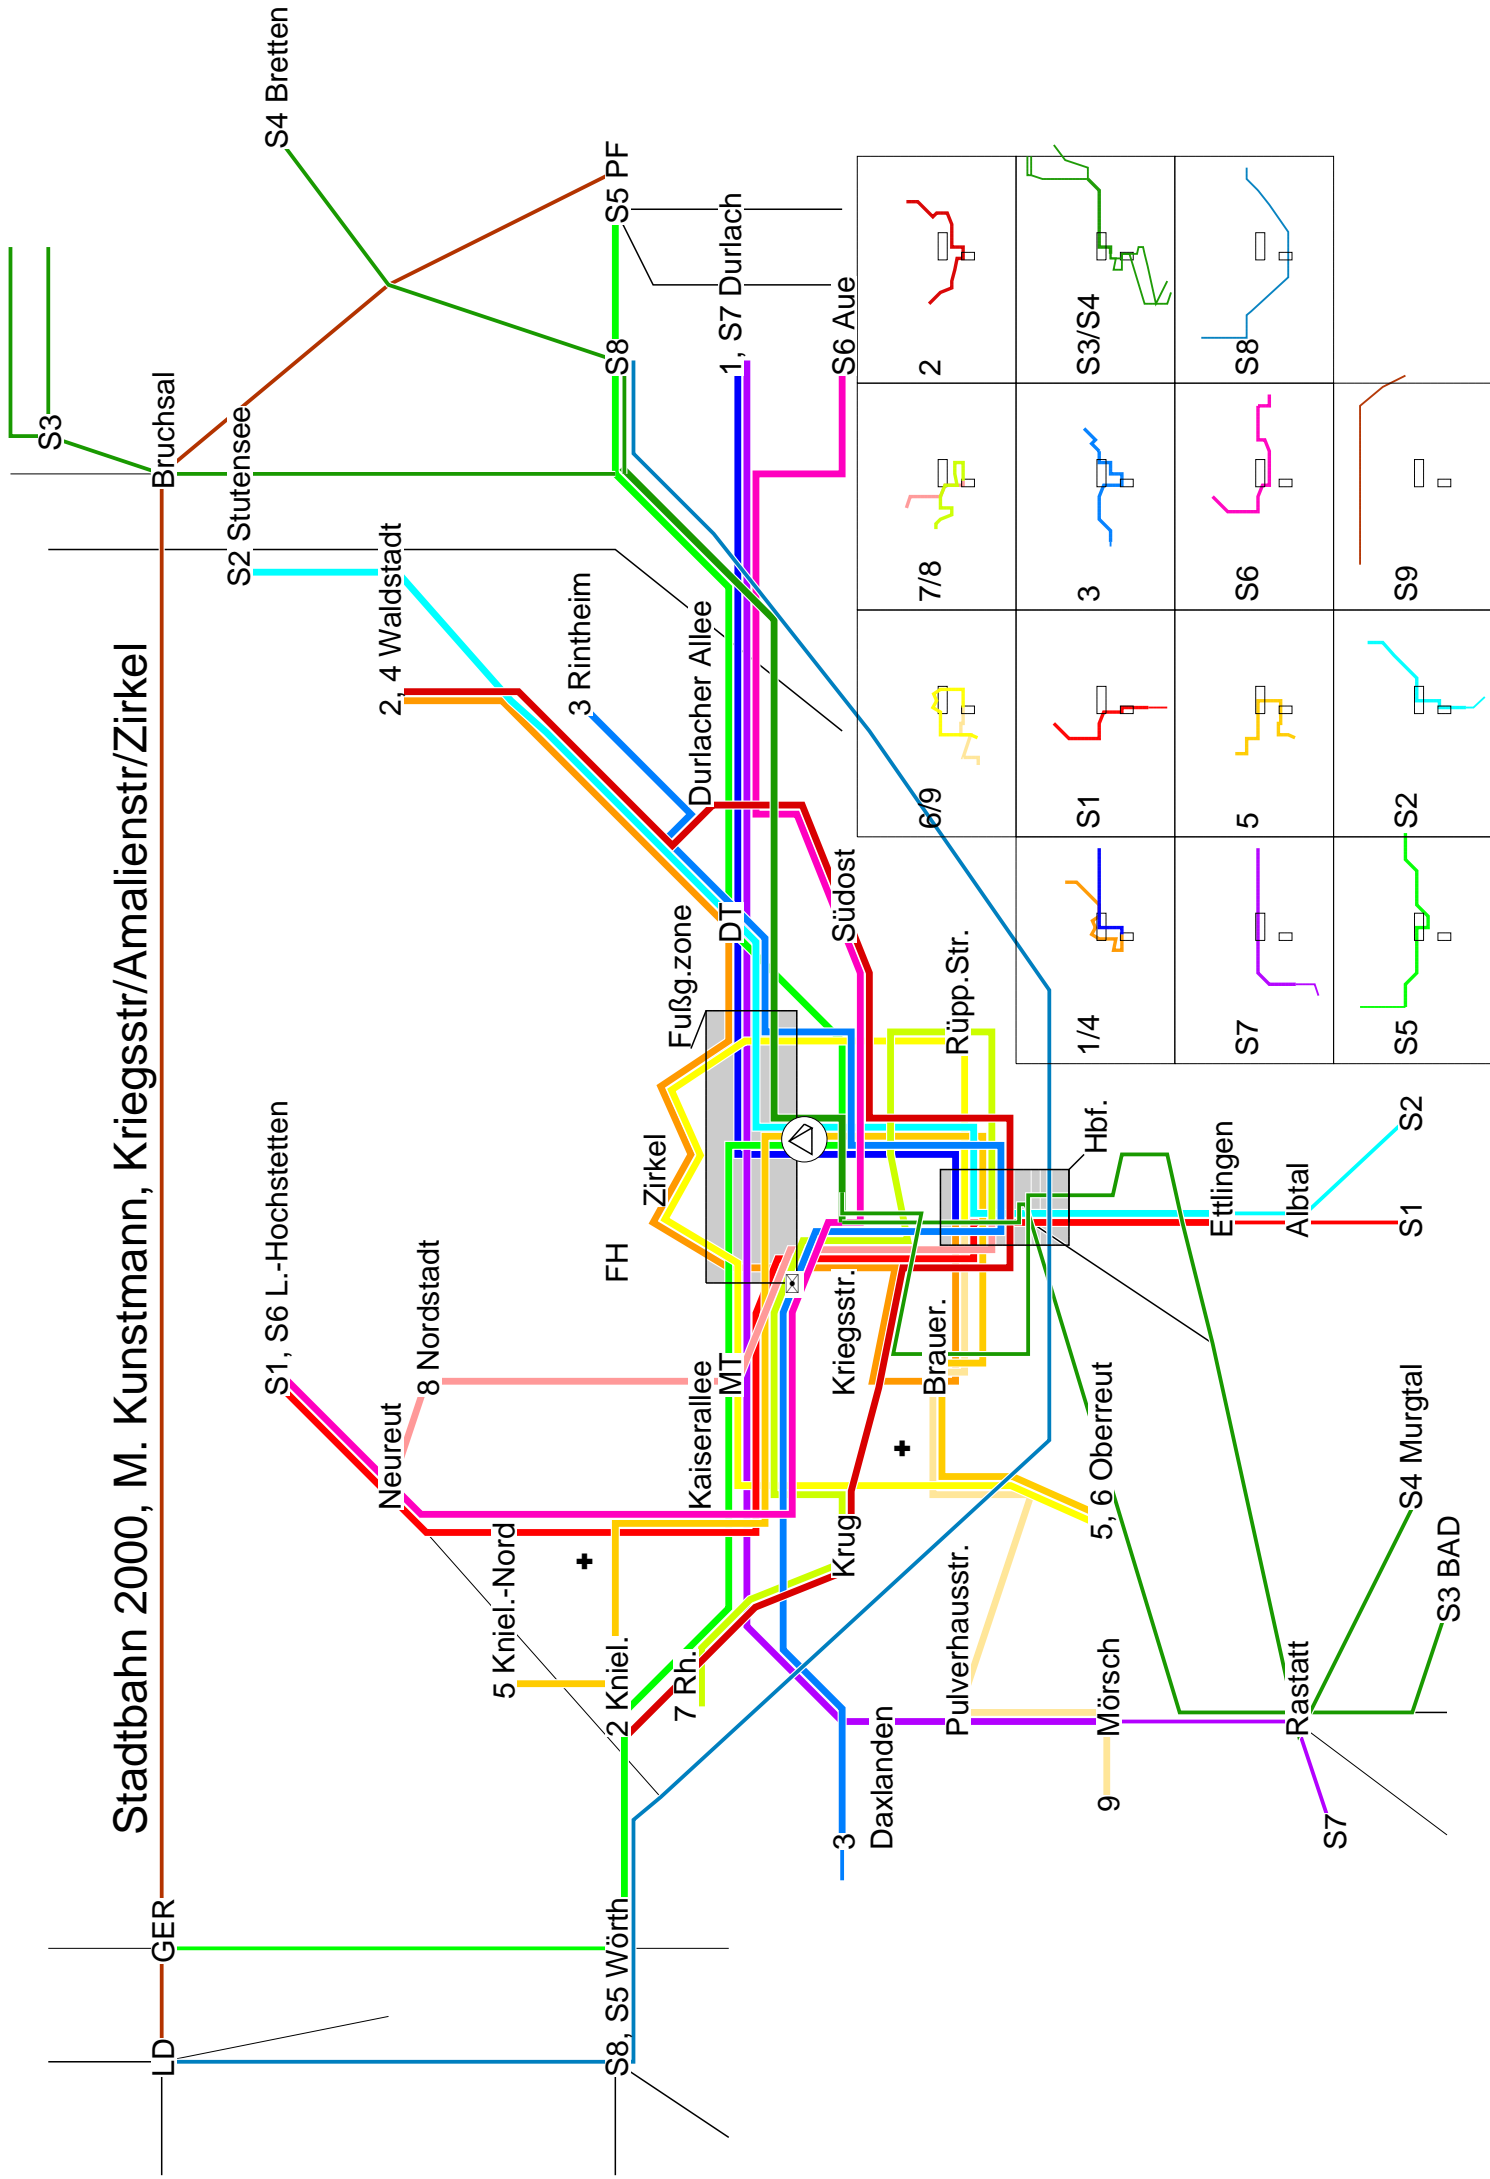 Stadtbahn 2000, M. Kunstmann, Kriegsstr/Amalienstr/Zirkel
LD
GER
Bruchsal
S3
S4 Bretten
S2 Stutensee
S1, S6 L.-Hochstetten
Neureut
8 Nordstadt
2, 4 Waldstadt
5 Kniel.-Nord
3 Rintheim
S8, S5 Wörth
2 Kniel.
FH
S8
S5 PF
Zirkel
Fußg.zone
7 Rh.
Kaiserallee
Durlacher Allee
MT
DT
1, S7 Durlach
3
Krug
Kriegsstr.
Südost
S6 Aue
Daxlanden
Pulverhausstr.
Brauer.
Rüpp.Str.
9
Mörsch
5, 6 Oberreut
Hbf.
Ettlingen
Rastatt
Albtal
S7
S4 Murgtal
S1
S2
S3 BAD
6/9
7/8
2
1/4
S1
3
S3/S4
S7
5
S6
S8
S5
S2
S9